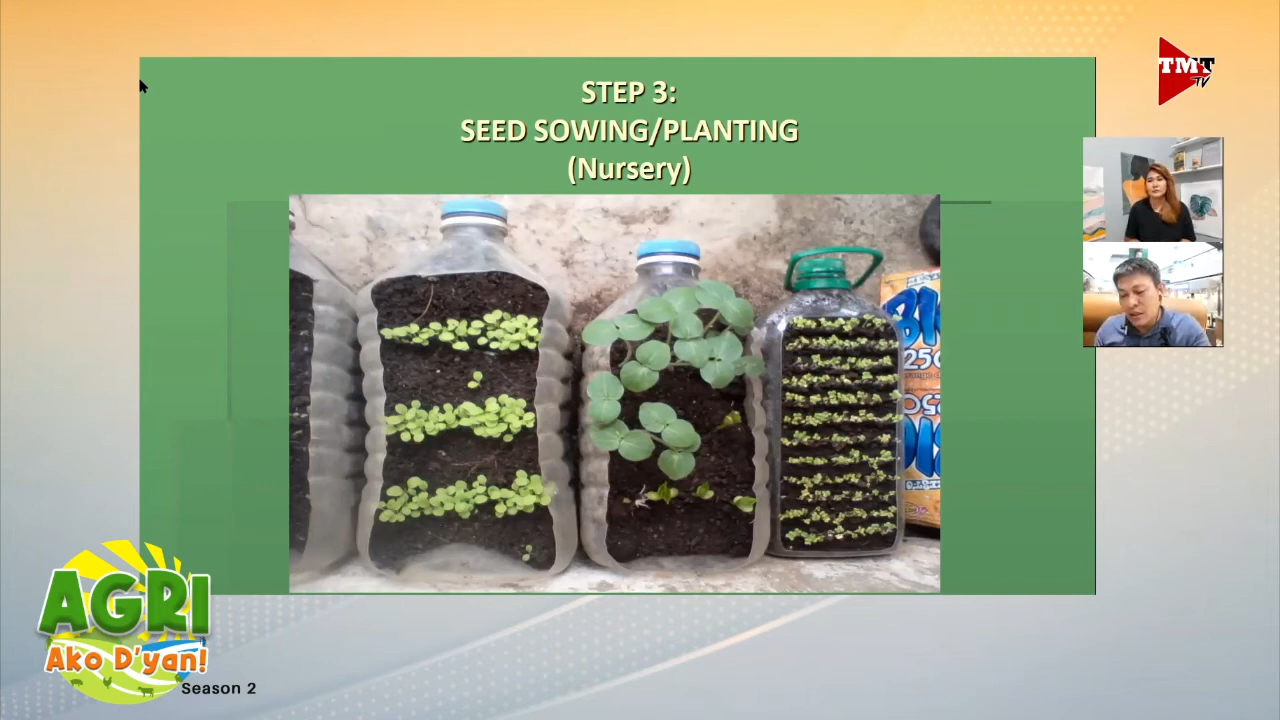 STEP 3:
SEED SOWING/PLANTING
(Nursery)
TMT
TV
AGRI
Ako D'yan!
Season 2